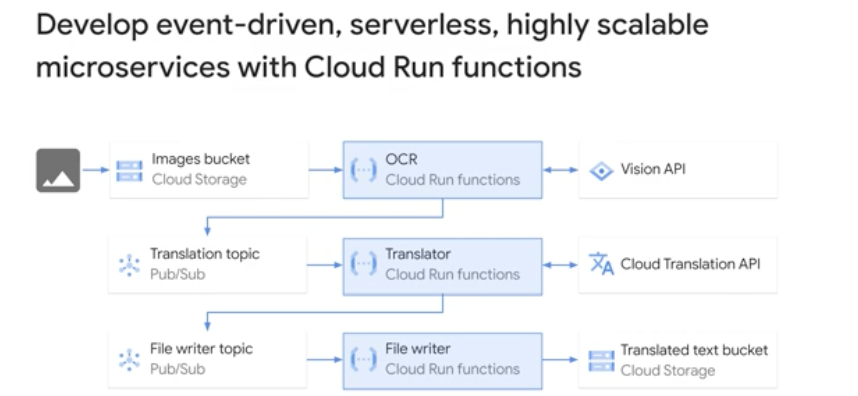 Develop event-driven, serverless, highly scalable
microservices with Cloud Run functions
Images bucket
Cloud Storage
OCR
Cloud Run functions
Vision API
Translation topic
Pub/Sub
Translator
Cloud Run functions
Cloud Translation API
File writer topic
Pub/Sub
File writer
Cloud Run functions
Translated text bucket
Cloud Storage